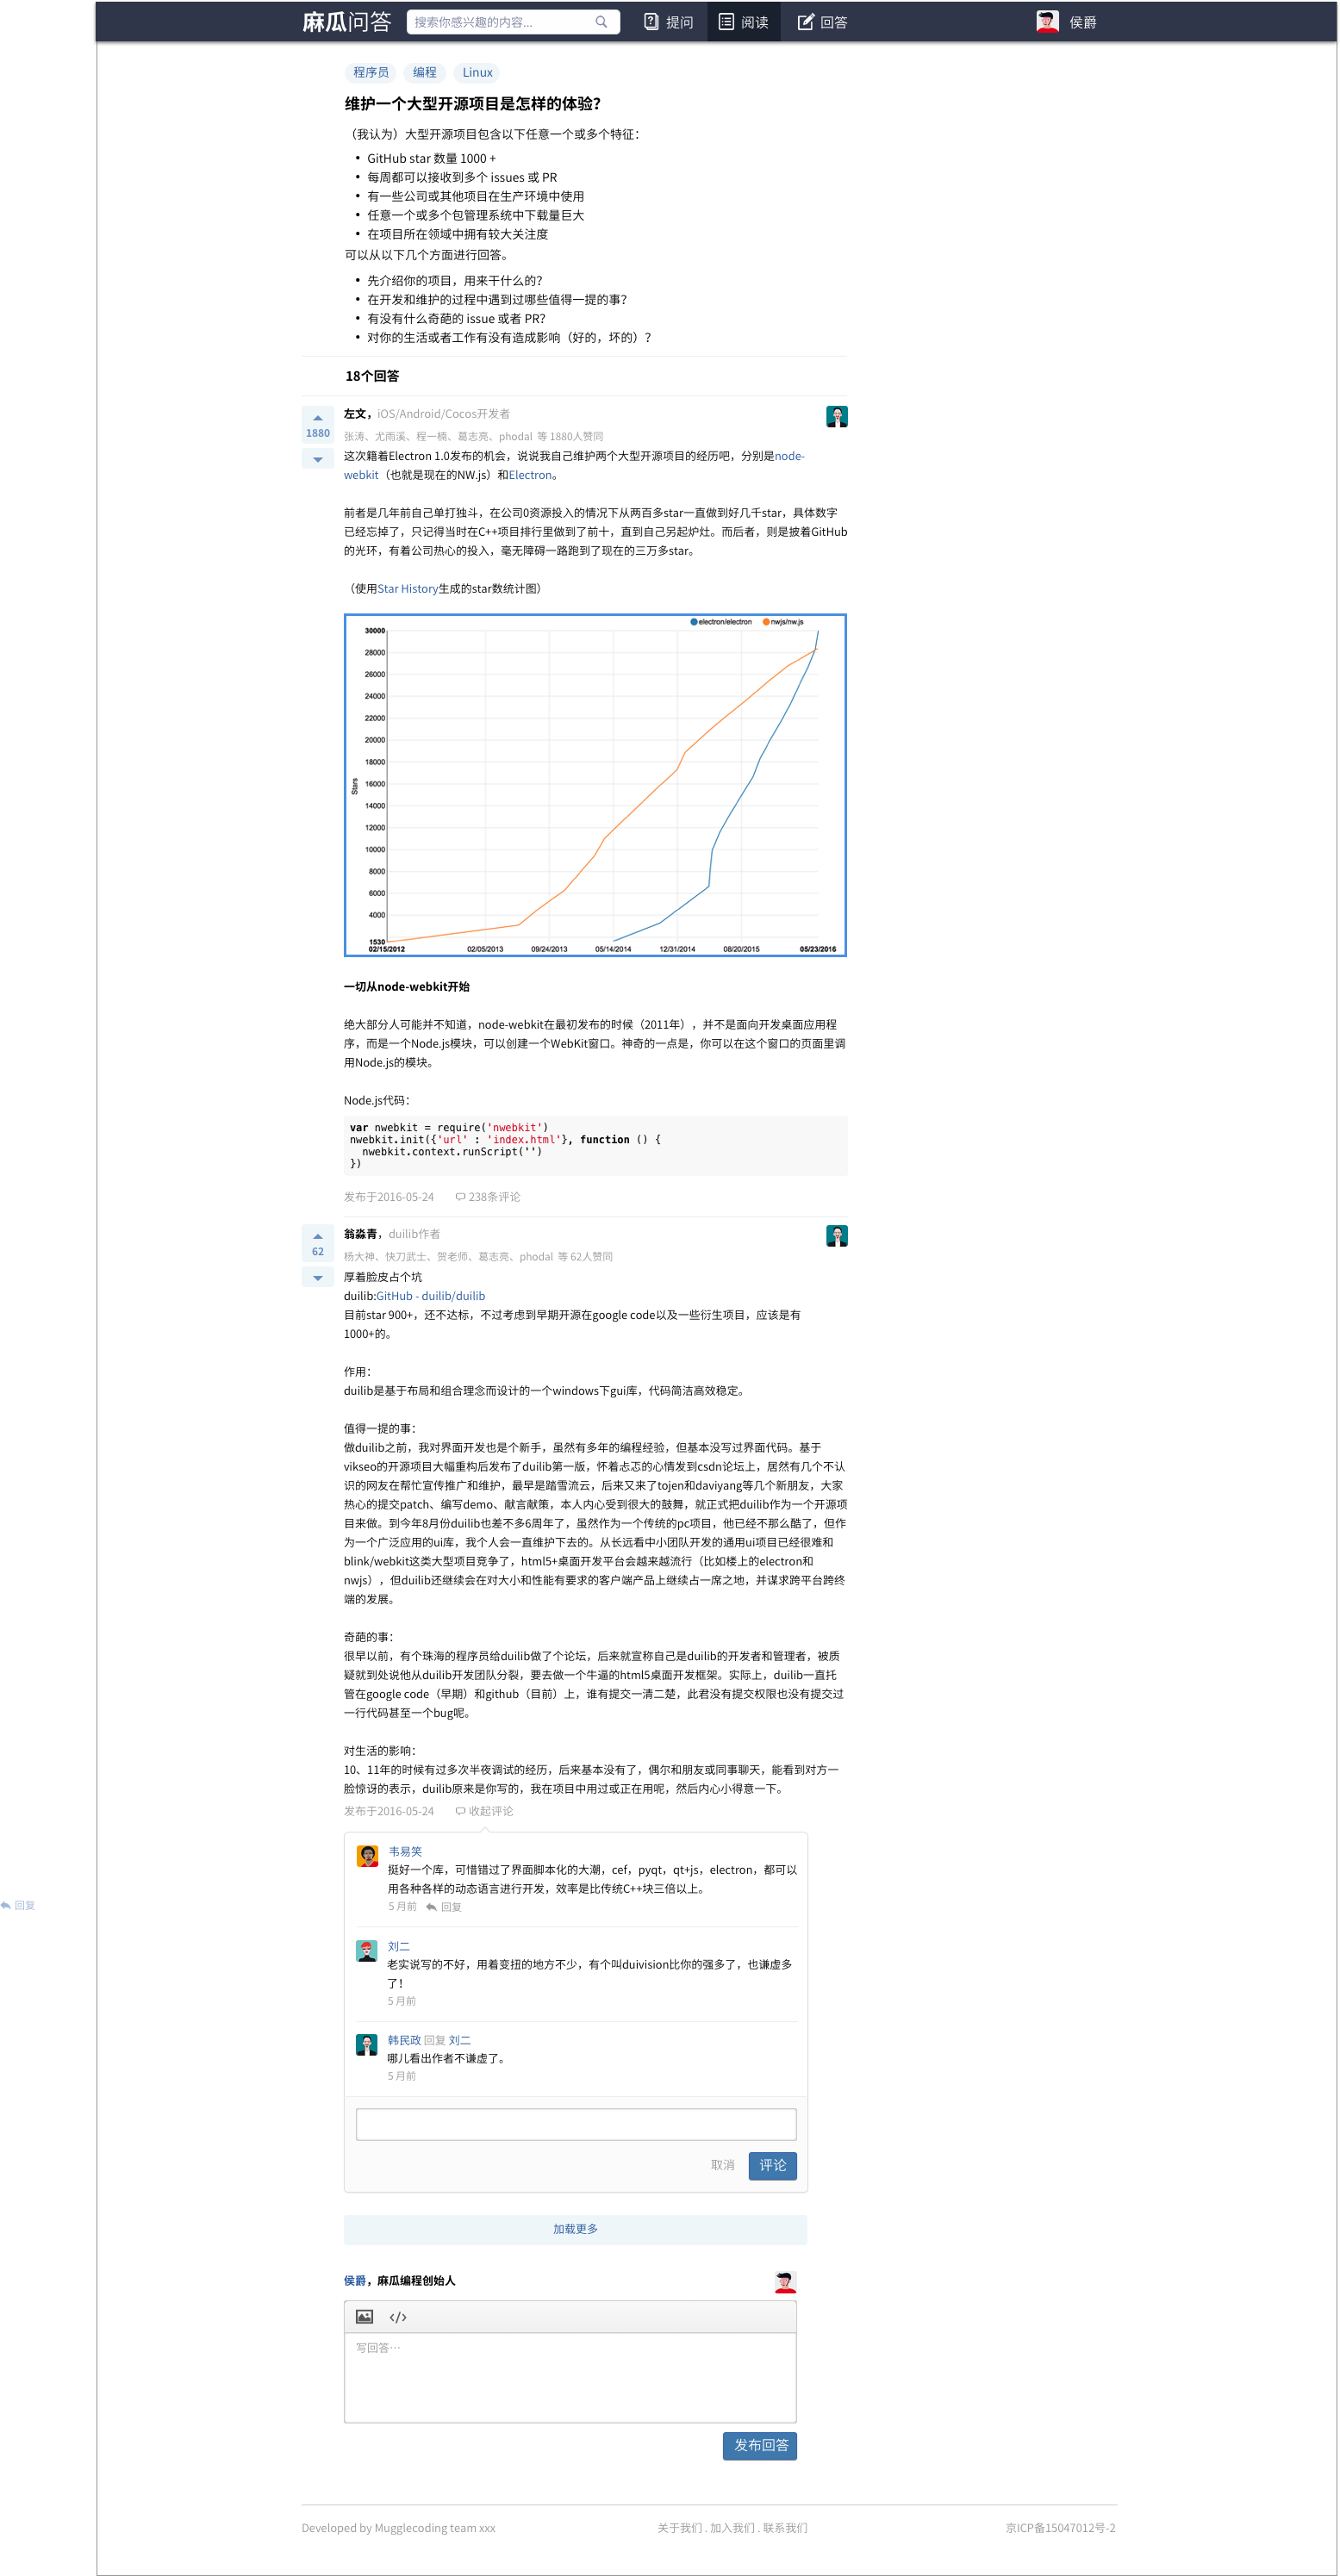 麻瓜问答
搜索你感兴趣的内容...
提问
阅读
回答
侯爵
程序员 编程 Linux
维护一个大型开源项目是怎样的体验？
（我认为）大型开源项目包含以下任意一个或多个特征：
• GitHub star 数量 1000 +
• 每周都可以接收到多个 issues 或 PR
• 有一些公司或其他项目在生产环境中使用
• 任意一个或多个包管理系统中下载量巨大
• 在项目所在领域中拥有较大关注度
可以从以下几个方面进行回答。
• 先介绍你的项目，用来干什么的？
• 在开发和维护的过程中遇到过哪些值得一提的事？
• 有没有什么奇葩的 issue 或者 PR？
• 对你的生活或者工作有没有造成影响（好的，坏的）？
18个回答
1880
左文，iOS/Android/Cocos开发者
张涛、尤雨溪、程一楠、葛志亮、phodal 等 1880人赞同
这次籍着Electron 1.0发布的机会，说说我自己维护两个大型开源项目的经历吧，分别是node-
webkit（也就是现在的NW.js）和Electron。
前者是几年前自己单打独斗，在公司0资源投入的情况下从两百多star一直做到好几千star，具体数字
已经忘掉了，只记得当时在C++项目排行里做到了前十，直到自己另起炉灶。而后者，则是披着GitHub
的光环，有着公司热心的投入，毫无障碍一路跑到了现在的三万多star。
（使用Star History生成的star数统计图）
electron/electron nwjs/nw.js
30000
28000
26000
24000
22000
20000
18000
16000
Stars
14000
12000
10000
8000
6000
4000
1530
02/15/2012 02/05/2013 09/24/2013 05/14/2014 12/31/2014 08/20/2015 05/23/2016
一切从node-webkit开始
绝大部分人可能并不知道，node-webkit在最初发布的时候（2011年），并不是面向开发桌面应用程
序，而是一个Node.js模块，可以创建一个WebKit窗口。神奇的一点是，你可以在这个窗口的页面里调
用Node.js的模块。
Node.js代码：
var nwebkit = require('nwebkit')
nwebkit.init({'url' : 'index.html'}, function () {
  nwebkit.context.runScript('')
})
发布于2016-05-24 238条评论
62
翁淼青，duilib作者
杨大神、快刀武士、贺老师、葛志亮、phodal 等 62人赞同
厚着脸皮占个坑
duilib:GitHub - duilib/duilib
目前star 900+，还不达标，不过考虑到早期开源在google code以及一些衍生项目，应该是有
1000+的。
作用：
duilib是基于布局和组合理念而设计的一个windows下gui库，代码简洁高效稳定。
值得一提的事：
做duilib之前，我对界面开发也是个新手，虽然有多年的编程经验，但基本没写过界面代码。基于
vikseo的开源项目大幅重构后发布了duilib第一版，怀着忐忑的心情发到csdn论坛上，居然有几个不认
识的网友在帮忙宣传推广和维护，最早是踏雪流云，后来又来了tojen和daviyang等几个新朋友，大家
热心的提交patch、编写demo、献言献策，本人内心受到很大的鼓舞，就正式把duilib作为一个开源项
目来做。到今年8月份duilib也差不多6周年了，虽然作为一个传统的pc项目，他已经不那么酷了，但作
为一个广泛应用的ui库，我个人会一直维护下去的。从长远看中小团队开发的通用ui项目已经很难和
blink/webkit这类大型项目竞争了，html5+桌面开发平台会越来越流行（比如楼上的electron和
nwjs），但duilib还继续会在对大小和性能有要求的客户端产品上继续占一席之地，并谋求跨平台跨终
端的发展。
奇葩的事：
很早以前，有个珠海的程序员给duilib做了个论坛，后来就宣称自己是duilib的开发者和管理者，被质
疑就到处说他从duilib开发团队分裂，要去做一个牛逼的html5桌面开发框架。实际上，duilib一直托
管在google code（早期）和github（目前）上，谁有提交一清二楚，此君没有提交权限也没有提交过
一行代码甚至一个bug呢。
对生活的影响：
10、11年的时候有过多次半夜调试的经历，后来基本没有了，偶尔和朋友或同事聊天，能看到对方一
脸惊讶的表示，duilib原来是你写的，我在项目中用过或正在用呢，然后内心小得意一下。
发布于2016-05-24 收起评论
韦易笑
挺好一个库，可惜错过了界面脚本化的大潮，cef，pyqt，qt+js，electron，都可以
用各种各样的动态语言进行开发，效率是比传统C++块三倍以上。
5 月前 回复
回复
刘二
老实说写的不好，用着变扭的地方不少，有个叫duivision比你的强多了，也谦虚多
了！
5 月前
韩民政 回复 刘二
哪儿看出作者不谦虚了。
5 月前
取消 评论
加载更多
侯爵，麻瓜编程创始人
</>
写回答…
发布回答
Developed by Mugglecoding team xxx
关于我们 . 加入我们 . 联系我们
京ICP备15047012号-2